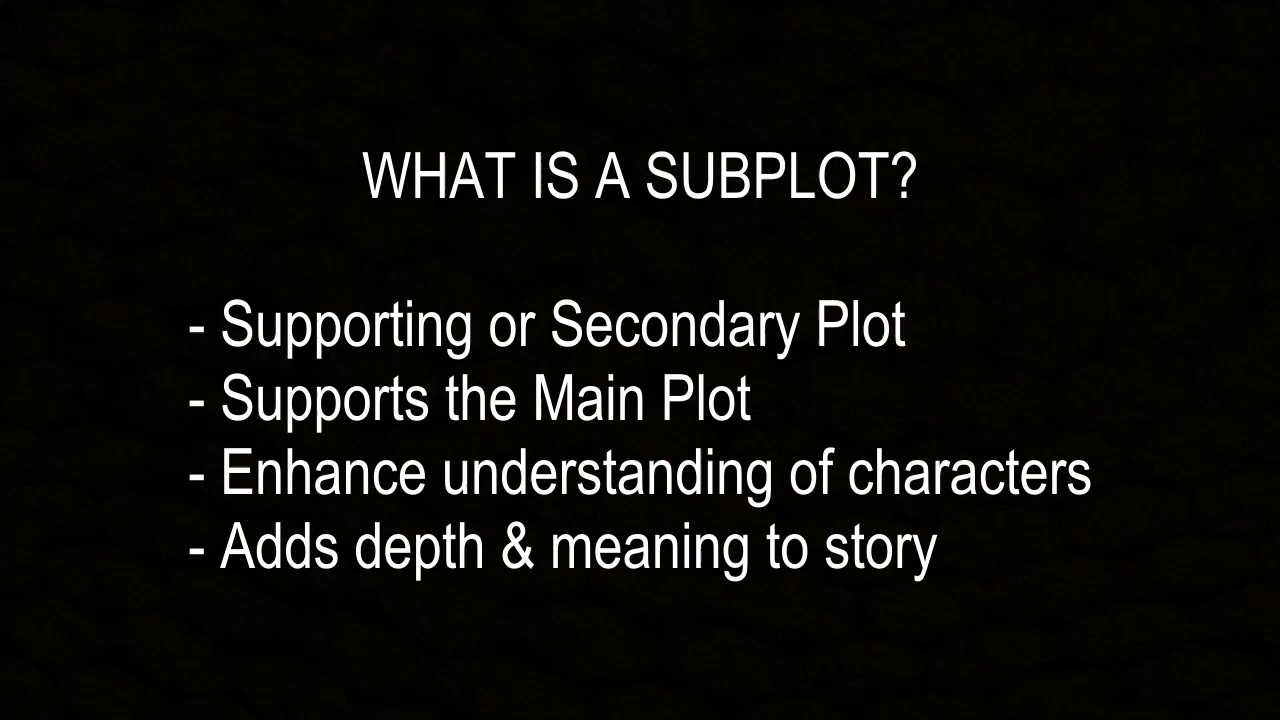 WHAT IS A SUBPLOT?
- Supporting or Secondary Plot
- Supports the Main Plot
- Enhance understanding of characters
- Adds depth & meaning to story